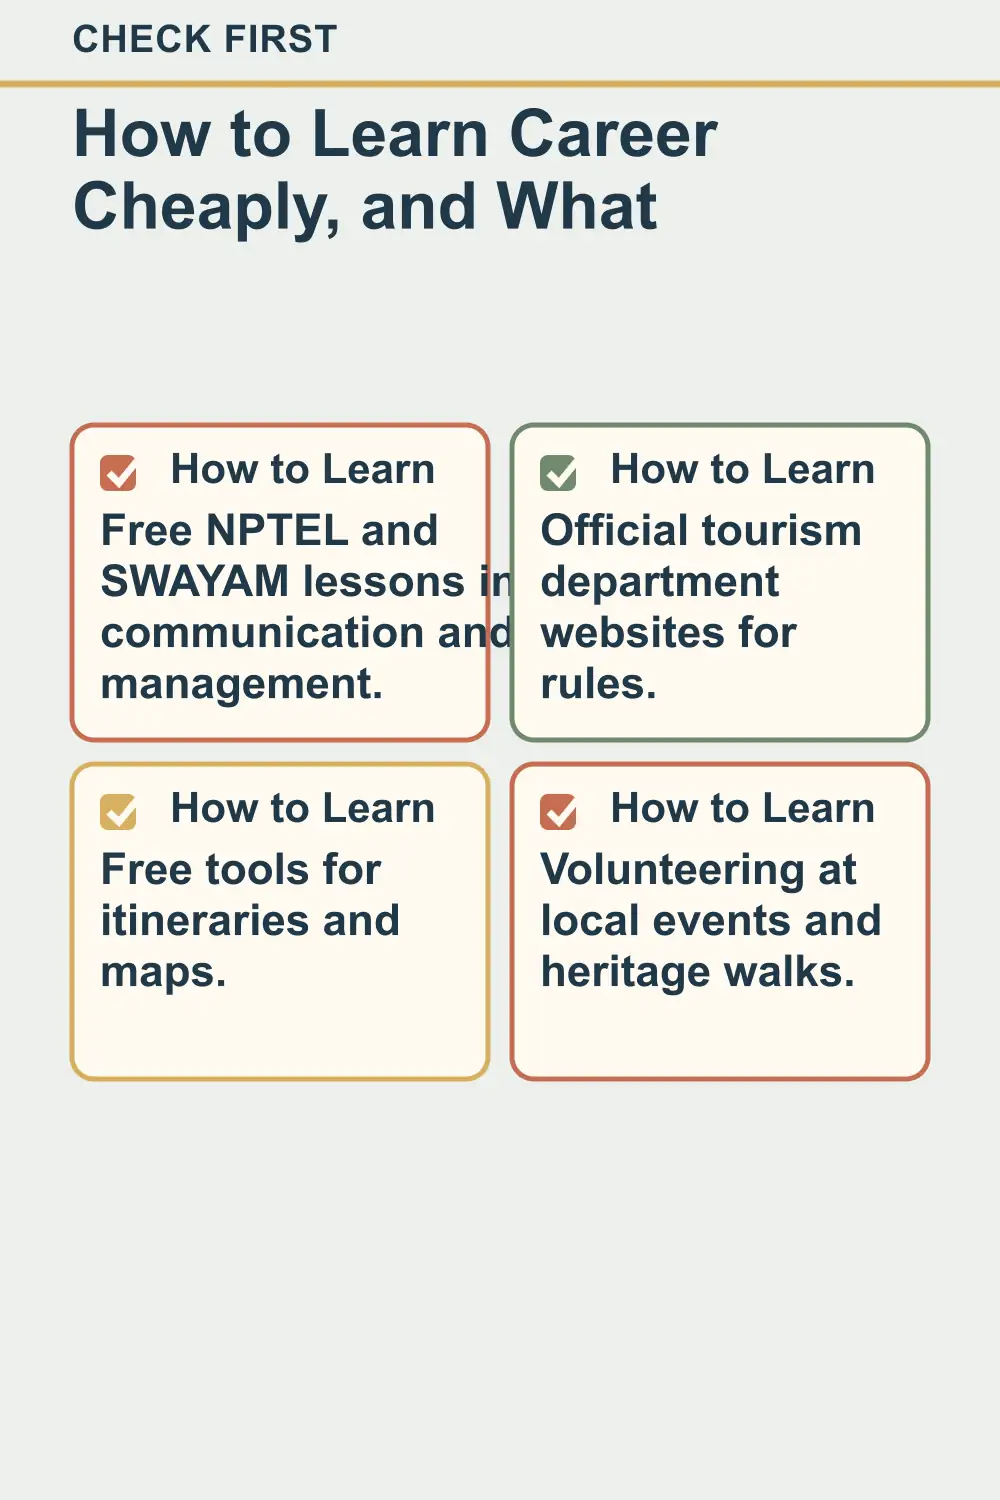 CHECK FIRST
How to Learn Career
Cheaply, and What
How to Learn
Free NPTEL and
SWAYAM lessons in
communication and
management.
How to Learn
Official tourism
department
websites for
rules.
How to Learn
Free tools for
itineraries and
maps.
How to Learn
Volunteering at
local events and
heritage walks.